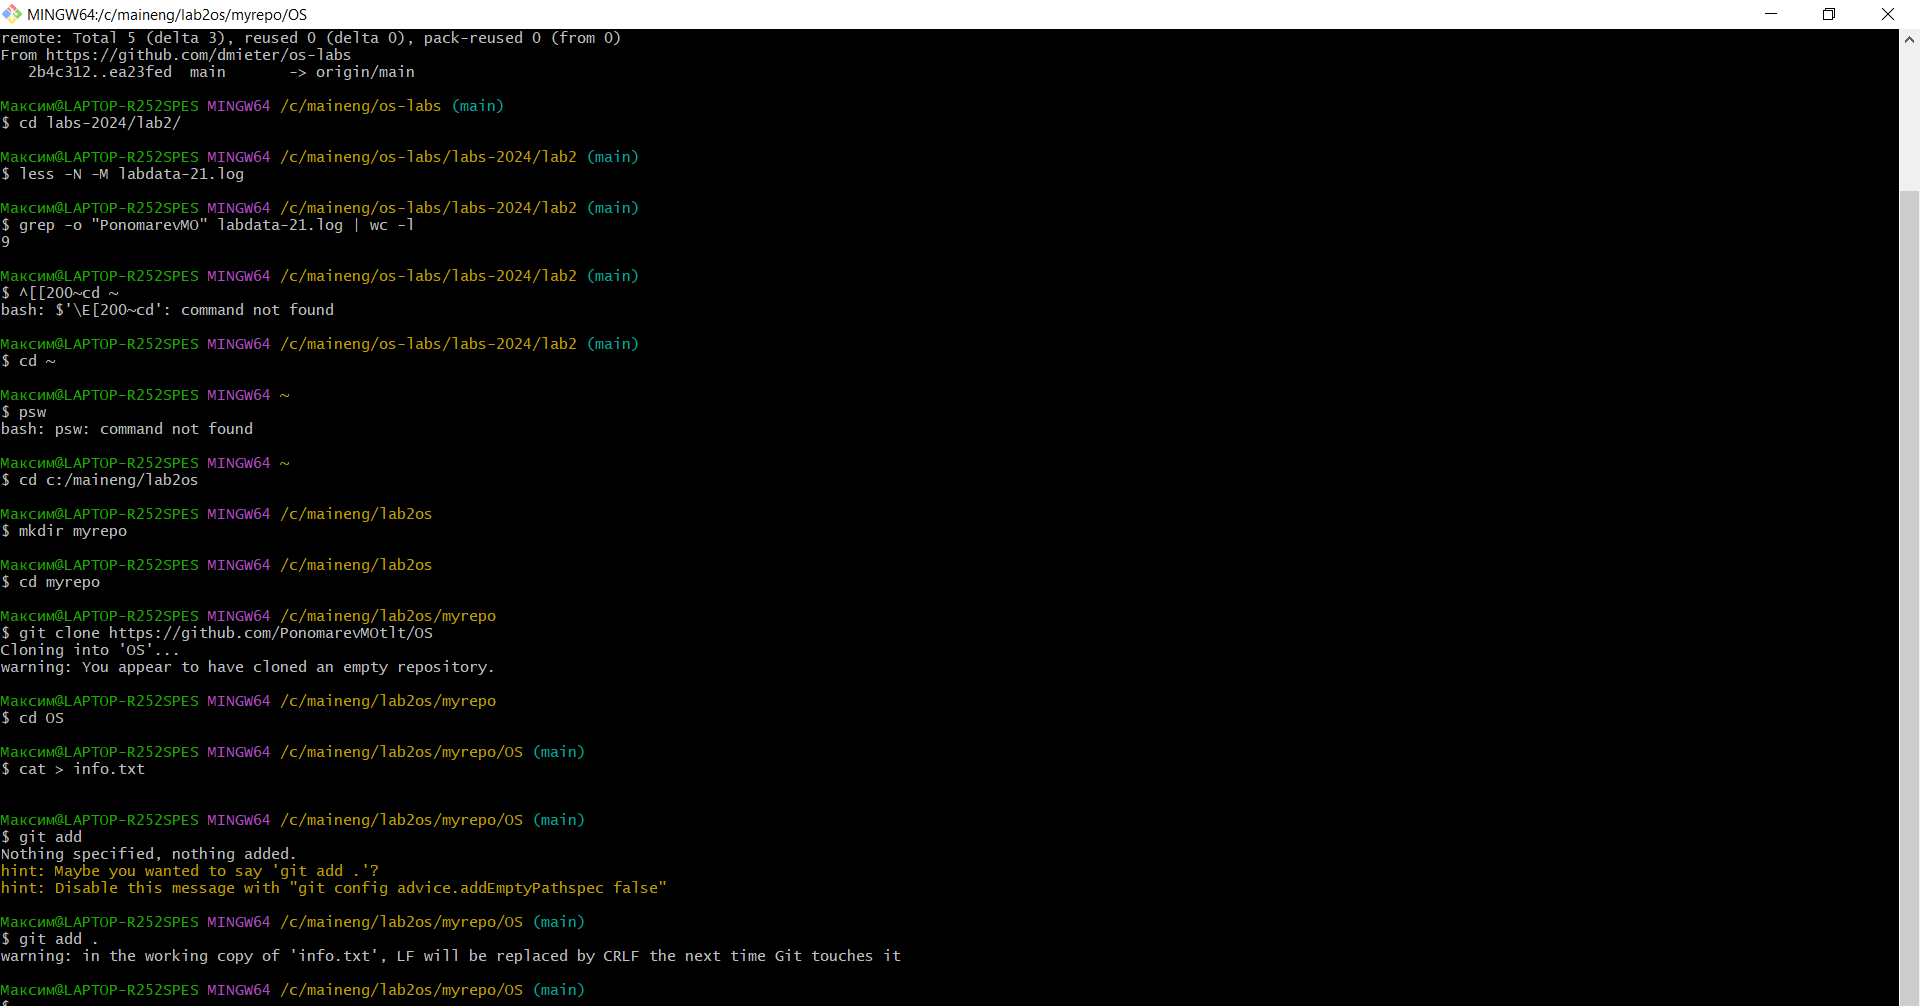 MINGW64:/c/maineng/lab2os/myrepo/OS
remote: Total 5 (delta 3), reused 0 (delta 0), pack-reused 0 (from 0)
From https://github.com/dmieter/os-labs
   2b4c312..ea23fed  main       -> origin/main
Максим@LAPTOP-R252SPES MINGW64 /c/maineng/os-labs (main)
$ cd labs-2024/lab2/
Максим@LAPTOP-R252SPES MINGW64 /c/maineng/os-labs/labs-2024/lab2 (main)
$ less -N -M labdata-21.log
Максим@LAPTOP-R252SPES MINGW64 /c/maineng/os-labs/labs-2024/lab2 (main)
$ grep -o "PonomarevMO" labdata-21.log | wc -l
9
Максим@LAPTOP-R252SPES MINGW64 /c/maineng/os-labs/labs-2024/lab2 (main)
$ ^[[200~cd ~
bash: $'\E[200~cd': command not found
Максим@LAPTOP-R252SPES MINGW64 /c/maineng/os-labs/labs-2024/lab2 (main)
$ cd ~
Максим@LAPTOP-R252SPES MINGW64 ~
$ psw
bash: psw: command not found
Максим@LAPTOP-R252SPES MINGW64 ~
$ cd c:/maineng/lab2os
Максим@LAPTOP-R252SPES MINGW64 /c/maineng/lab2os
$ mkdir myrepo
Максим@LAPTOP-R252SPES MINGW64 /c/maineng/lab2os
$ cd myrepo
Максим@LAPTOP-R252SPES MINGW64 /c/maineng/lab2os/myrepo
$ git clone https://github.com/PonomarevMOtlt/OS
Cloning into 'OS'...
warning: You appear to have cloned an empty repository.
Максим@LAPTOP-R252SPES MINGW64 /c/maineng/lab2os/myrepo
$ cd OS
Максим@LAPTOP-R252SPES MINGW64 /c/maineng/lab2os/myrepo/OS (main)
$ cat > info.txt
Максим@LAPTOP-R252SPES MINGW64 /c/maineng/lab2os/myrepo/OS (main)
$ git add
Nothing specified, nothing added.
hint: Maybe you wanted to say 'git add .'?
hint: Disable this message with "git config advice.addEmptyPathspec false"
Максим@LAPTOP-R252SPES MINGW64 /c/maineng/lab2os/myrepo/OS (main)
$ git add .
warning: in the working copy of 'info.txt', LF will be replaced by CRLF the next time Git touches it
Максим@LAPTOP-R252SPES MINGW64 /c/maineng/lab2os/myrepo/OS (main)
$